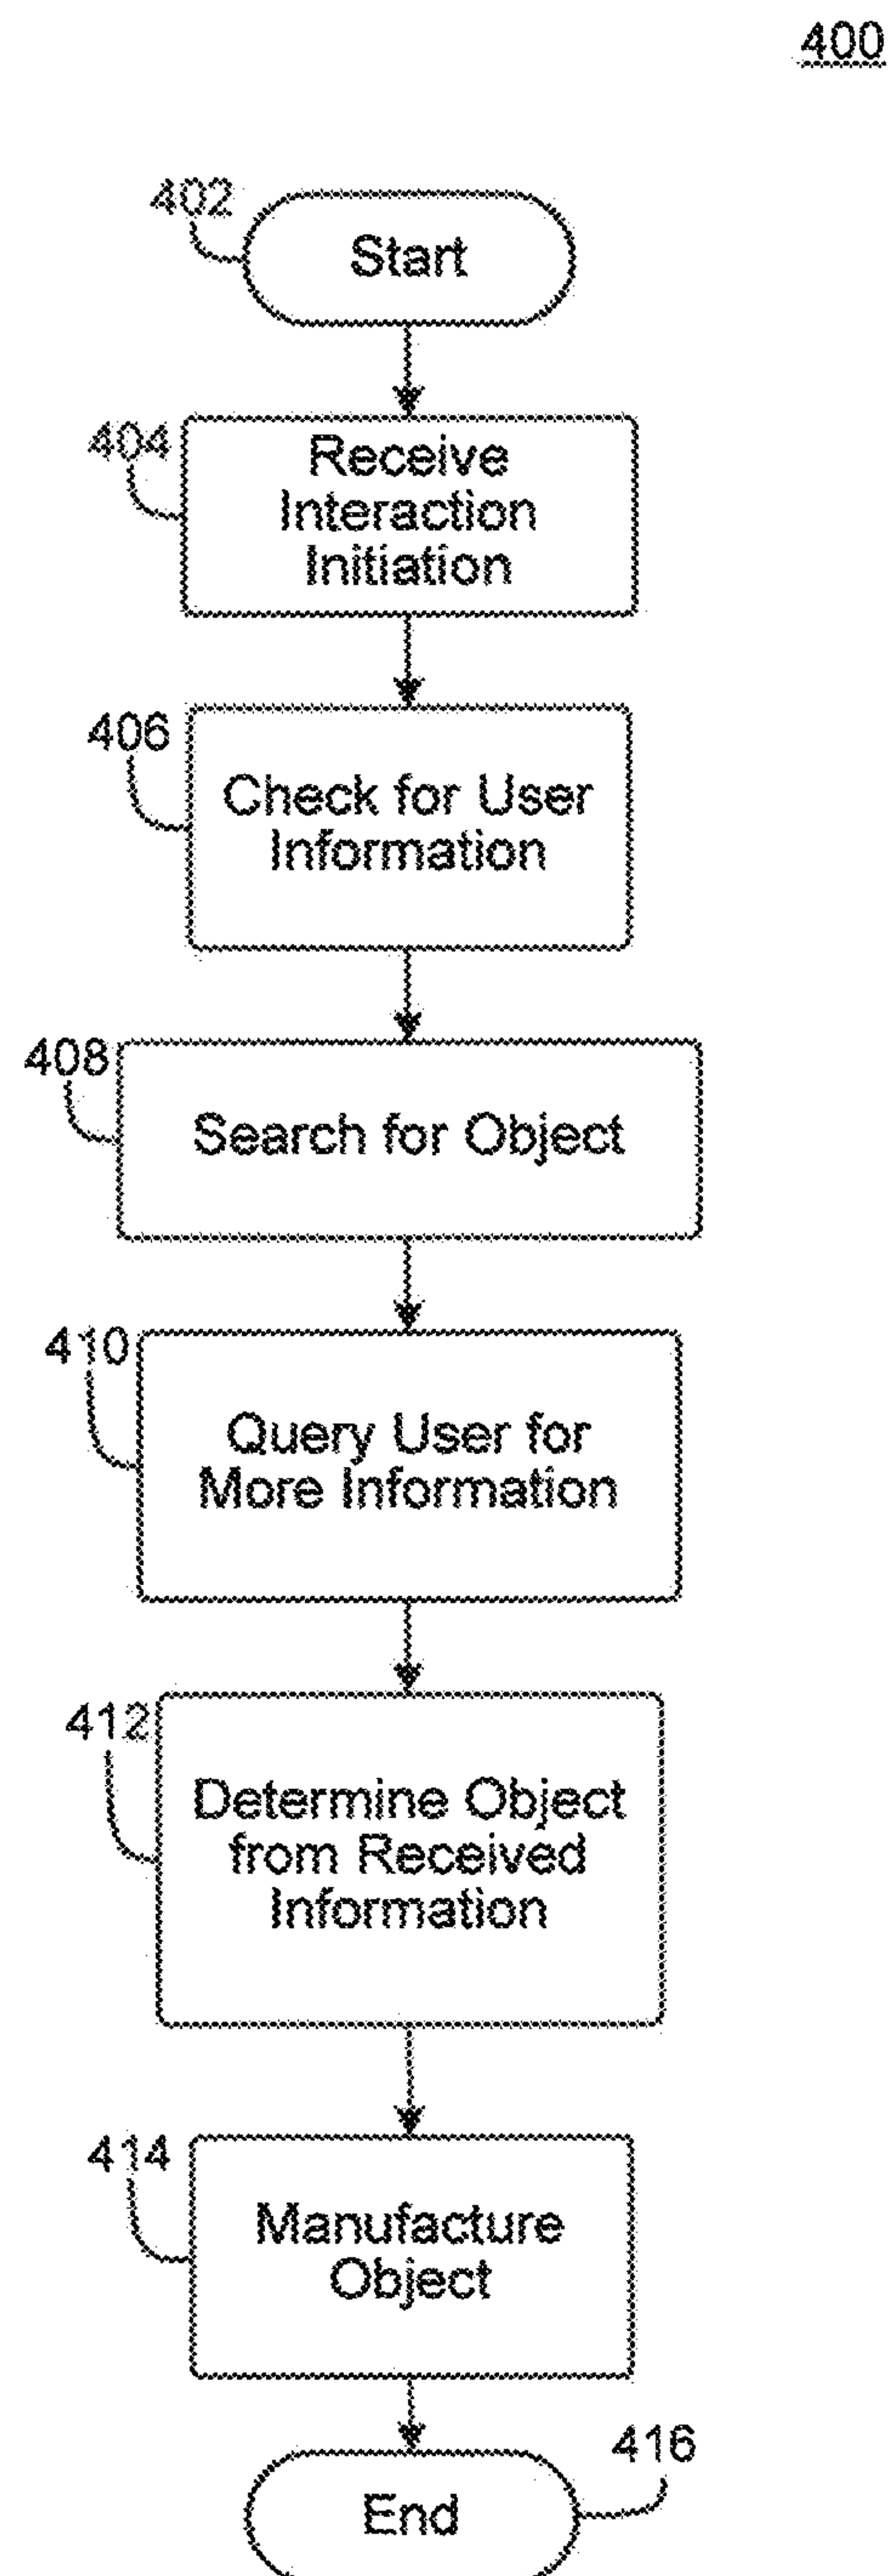 400
402
Start
404
Receive
Interaction
Initiation
406
Check for User
Information
408
Search for Object
410
Query User for
More Information
412
Determine Object
from Received
Information
414
Manufacture
Object
416
End